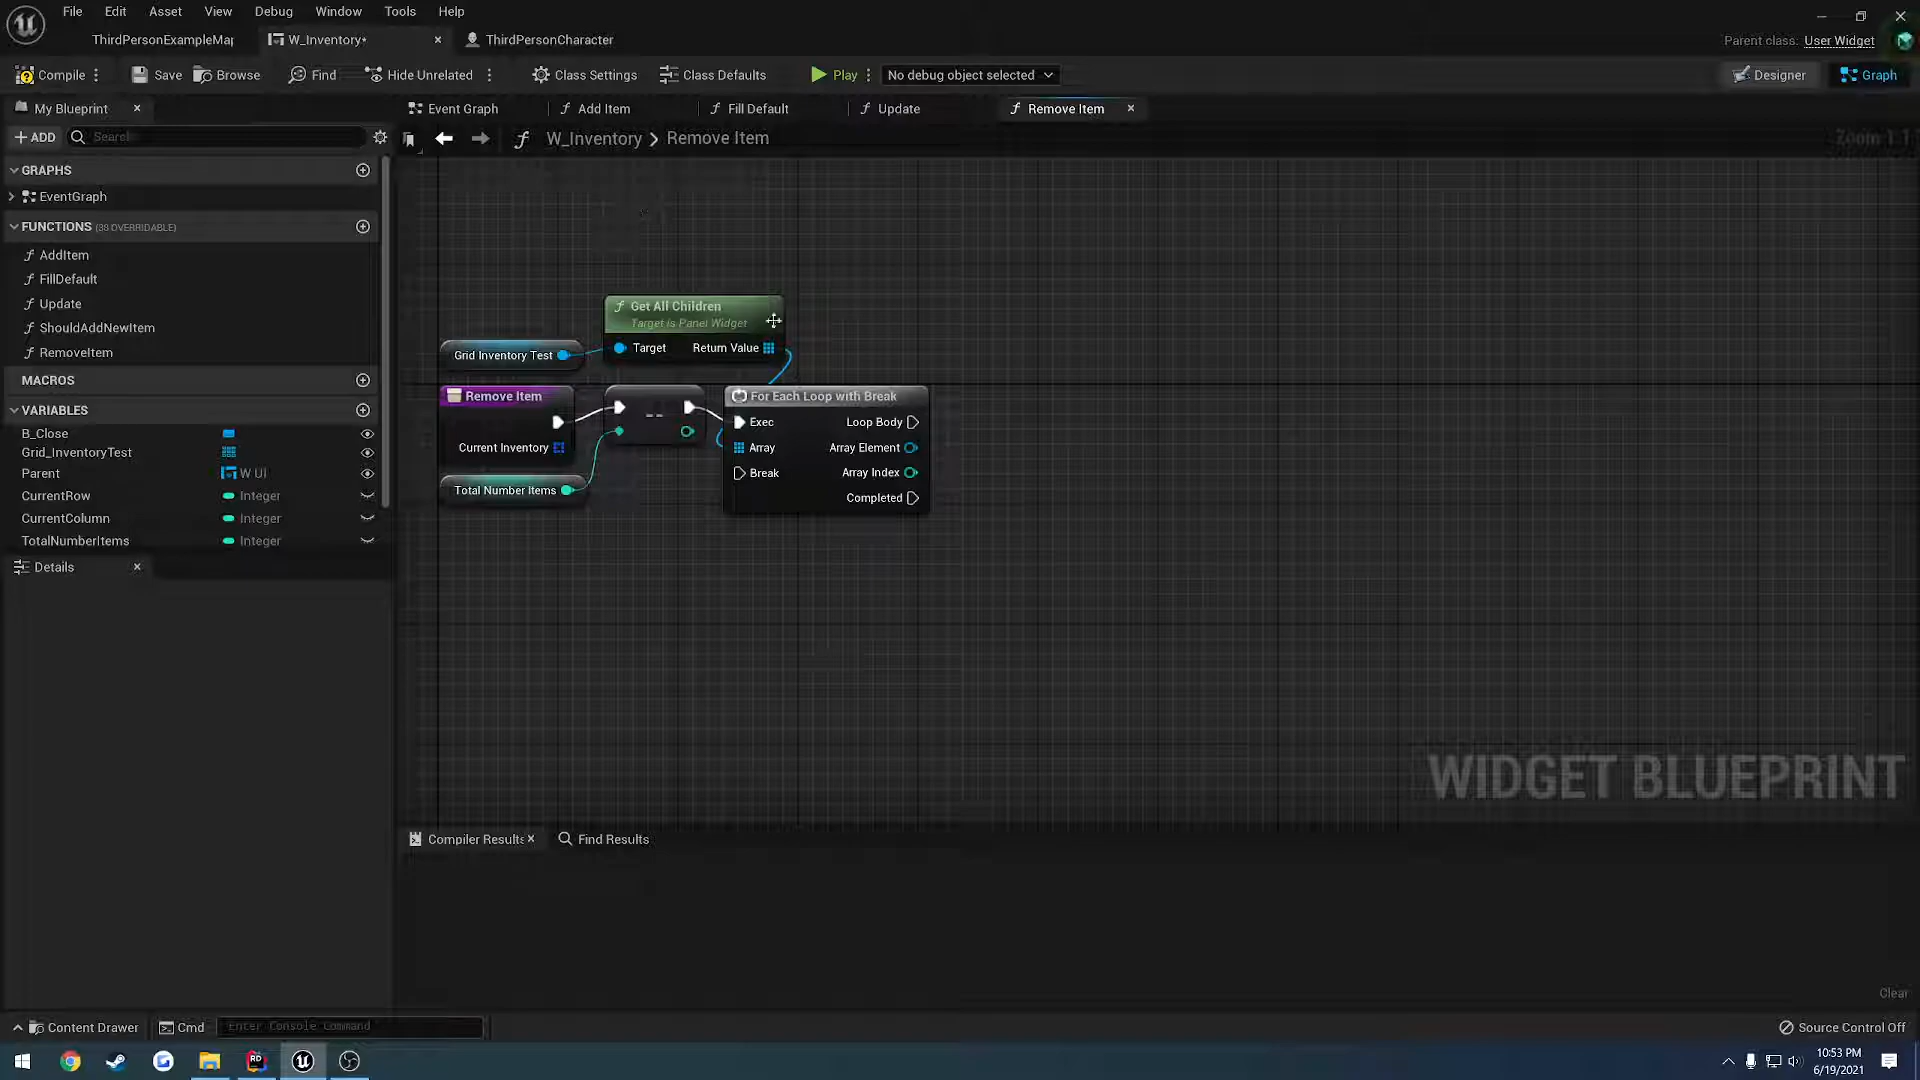 File Edit Asset View Debug Window Tools Help
ThirdPersonExampleMap W_Inventory* ThirdPersonCharacter Parent class: User Widget
Compile Save Browse Find Hide Unrelated Class Settings Class Defaults Play No debug object selected Designer Graph
My Blueprint Event Graph Add Item Fill Default Update Remove Item
ADD Search W_Inventory > Remove Item Zoom 1:1
GRAPHS
EventGraph
FUNCTIONS (38 OVERRIDABLE)
AddItem
FillDefault
Update
ShouldAddNewItem
RemoveItem
MACROS
VARIABLES
B_Close
Grid_InventoryTest
Parent W UI
CurrentRow Integer
CurrentColumn Integer
TotalNumberItems Integer
Details
Get All Children
Target is Panel Widget
Target Return Value
Grid Inventory Test
Remove Item
Current Inventory
Total Number Items
--
For Each Loop with Break
Exec Loop Body
Array Array Element
Break Array Index
Completed
WIDGET BLUEPRINT
Compiler Results Find Results
Clear
Content Drawer Cmd Enter Console Command Source Control Off
RD
10:53 PM
6/19/2021